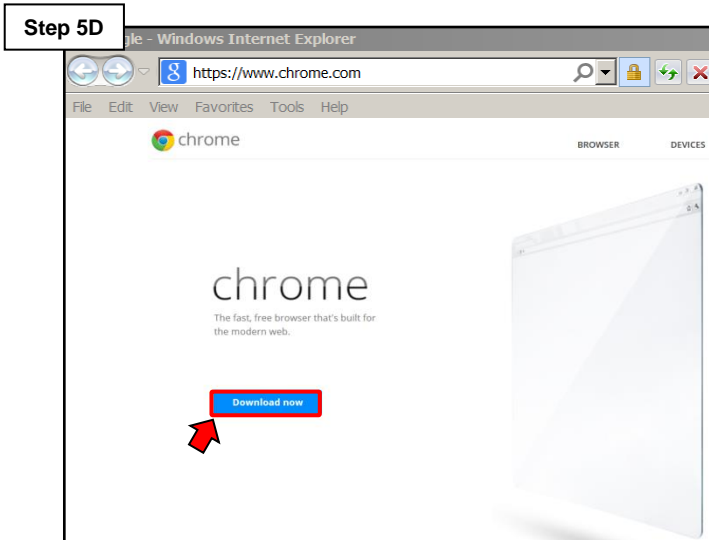 Step 5D
gle - Windows Internet Explorer
8 https://www.chrome.com
File Edit View Favorites Tools Help
chrome
BROWSER DEVICES
chrome
The fast, free browser that's built for
the modern web.
Download now